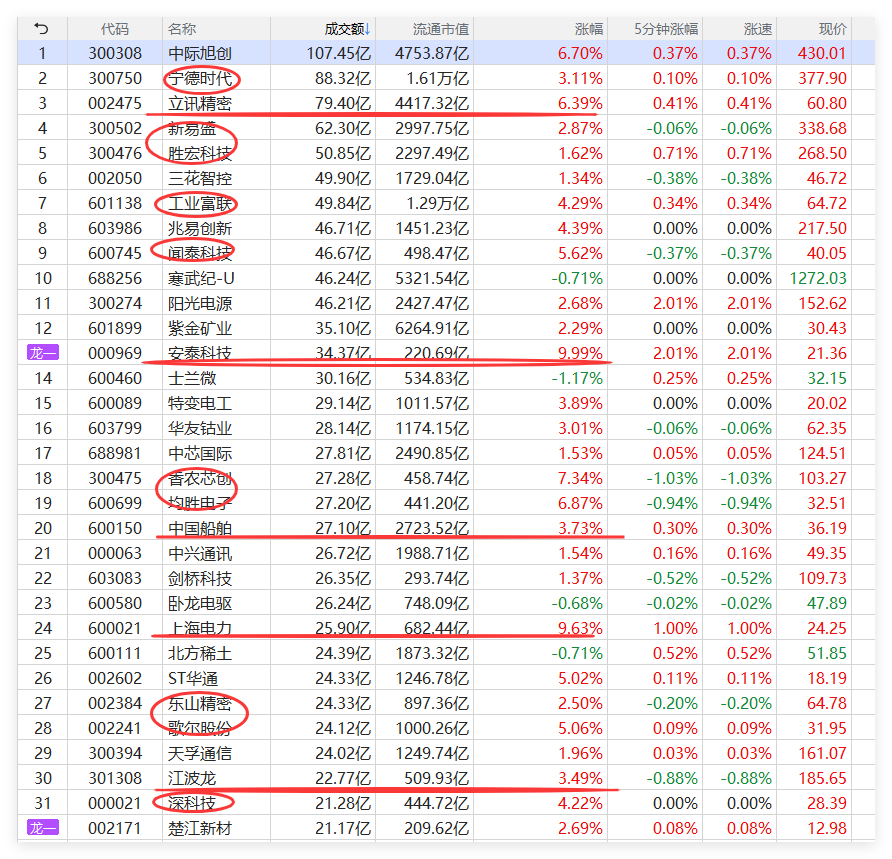 代码 名称 成交额↓ 流通市值 涨幅 5分钟涨幅 涨速 现价
1 300308 中际旭创 107.45亿 4753.87亿 6.70% 0.37% 0.37% 430.01
2 300750 宁德时代 88.32亿 1.61万亿 3.11% 0.10% 0.10% 377.90
3 002475 立讯精密 79.40亿 4417.32亿 6.39% 0.41% 0.41% 60.80
4 300502 新易盛 62.30亿 2997.75亿 2.87% -0.06% -0.06% 338.68
5 300476 胜宏科技 50.85亿 2297.49亿 1.62% 0.71% 0.71% 268.50
6 002050 三花智控 49.90亿 1729.04亿 1.34% -0.38% -0.38% 46.72
7 601138 工业富联 49.84亿 1.29万亿 4.29% 0.34% 0.34% 64.72
8 603986 兆易创新 46.71亿 1451.23亿 4.39% 0.00% 0.00% 217.50
9 600745 闻泰科技 46.67亿 498.47亿 5.62% -0.37% -0.37% 40.05
10 688256 寒武纪-U 46.24亿 5321.54亿 -0.71% 0.00% 0.00% 1272.03
11 300274 阳光电源 46.21亿 2427.47亿 2.68% 2.01% 2.01% 152.62
12 601899 紫金矿业 35.10亿 6264.91亿 2.29% 0.00% 0.00% 30.43
龙一 000969 安泰科技 34.37亿 220.69亿 9.99% 2.01% 2.01% 21.36
14 600460 士兰微 30.16亿 534.83亿 -1.17% 0.25% 0.25% 32.15
15 600089 特变电工 29.14亿 1011.57亿 3.89% 0.00% 0.00% 20.02
16 603799 华友钴业 28.14亿 1174.15亿 3.01% -0.06% -0.06% 62.35
17 688981 中芯国际 27.81亿 2490.85亿 1.53% 0.05% 0.05% 124.51
18 300475 香农芯创 27.28亿 458.74亿 7.34% -1.03% -1.03% 103.27
19 600699 均胜电子 27.20亿 441.20亿 6.87% -0.94% -0.94% 32.51
20 600150 中国船舶 27.10亿 2723.52亿 3.73% 0.30% 0.30% 36.19
21 000063 中兴通讯 26.72亿 1988.71亿 1.54% 0.16% 0.16% 49.35
22 603083 剑桥科技 26.35亿 293.74亿 1.37% -0.52% -0.52% 109.73
23 600580 卧龙电驱 26.24亿 748.09亿 -0.68% -0.02% -0.02% 47.89
24 600021 上海电力 25.90亿 682.44亿 9.63% 1.00% 1.00% 24.25
25 600111 北方稀土 24.39亿 1873.32亿 -0.71% 0.52% 0.52% 51.85
26 002602 ST华通 24.33亿 1246.78亿 5.02% 0.11% 0.11% 18.19
27 002384 东山精密 24.33亿 897.36亿 2.50% -0.20% -0.20% 64.78
28 002241 歌尔股份 24.12亿 1000.26亿 5.06% 0.09% 0.09% 31.95
29 300394 天孚通信 24.02亿 1249.74亿 1.96% 0.03% 0.03% 161.07
30 301308 江波龙 22.77亿 509.93亿 3.49% -0.88% -0.88% 185.65
31 000021 深科技 21.28亿 444.72亿 4.22% 0.00% 0.00% 28.39
龙一 002171 楚江新材 21.17亿 209.62亿 2.69% 0.08% 0.08% 12.98